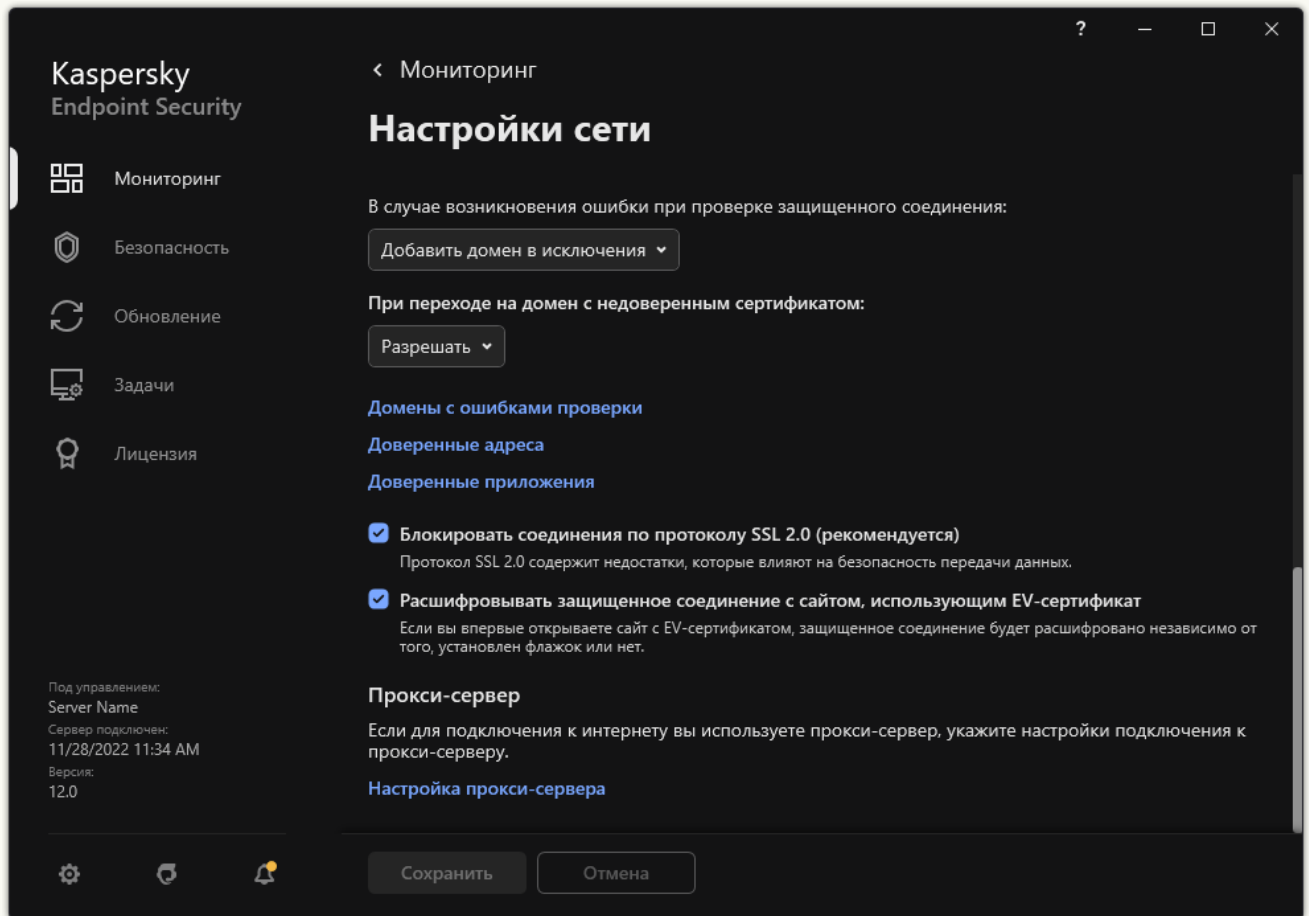 ?
Kaspersky
Endpoint Security
Мониторинг
Безопасность
Обновление
Задачи
Лицензия
Под управлением:
Server Name
Сервер подключен:
11/28/2022 11:34 AM
Версия:
12.0
Мониторинг
Настройки сети
В случае возникновения ошибки при проверке защищенного соединения:
Добавить домен в исключения
При переходе на домен с недоверенным сертификатом:
Разрешать
Домены с ошибками проверки
Доверенные адреса
Доверенные приложения
Блокировать соединения по протоколу SSL 2.0 (рекомендуется)
Протокол SSL 2.0 содержит недостатки, которые влияют на безопасность передачи данных.
Расшифровывать защищенное соединение с сайтом, использующим EV-сертификат
Если вы впервые открываете сайт с EV-сертификатом, защищенное соединение будет расшифровано независимо от
того, установлен флажок или нет.
Прокси-сервер
Если для подключения к интернету вы используете прокси-сервер, укажите настройки подключения к
прокси-серверу.
Настройка прокси-сервера
Сохранить
Отмена